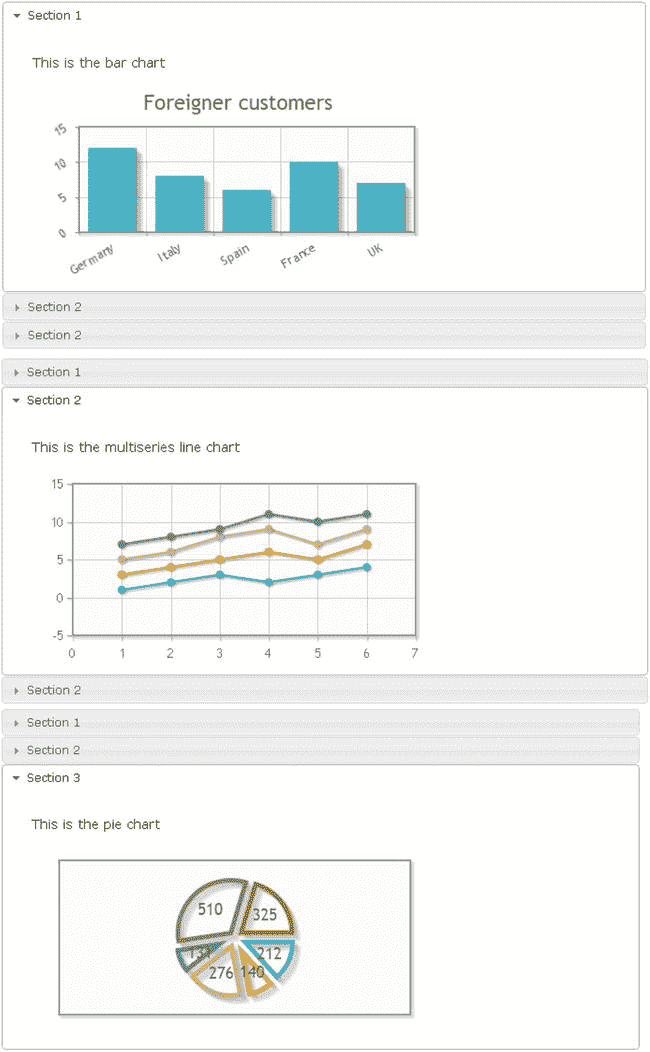 Section 1
This is the bar chart
Foreigner customers
15
10
5
0
Germany Italy Spain France UK
Section 2
Section 2
Section 1
Section 2
This is the multiseries line chart
15
10
5
0
-5
0 1 2 3 4 5 6 7
Section 2
Section 1
Section 2
Section 3
This is the pie chart
510 325
131 212
276 140